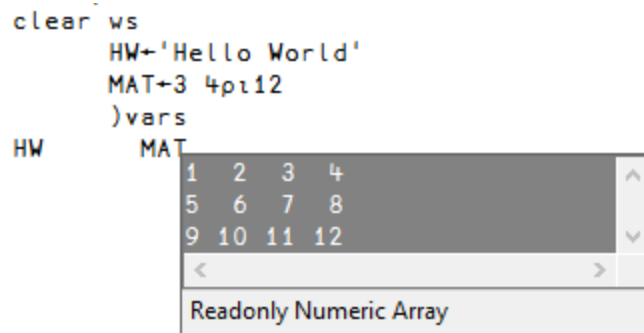 clear ws
HW←'Hello World'
MAT←3 4⍴⍳12
)vars
HW MAT
1 2 3 4
5 6 7 8
9 10 11 12
Readonly Numeric Array